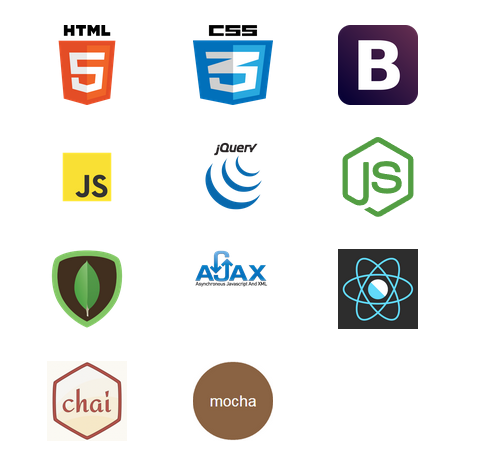 HTML
5
CSS
3
B
JS
jQuery
JS
AJAX
Asynchronous Javascript And XML
chai
mocha